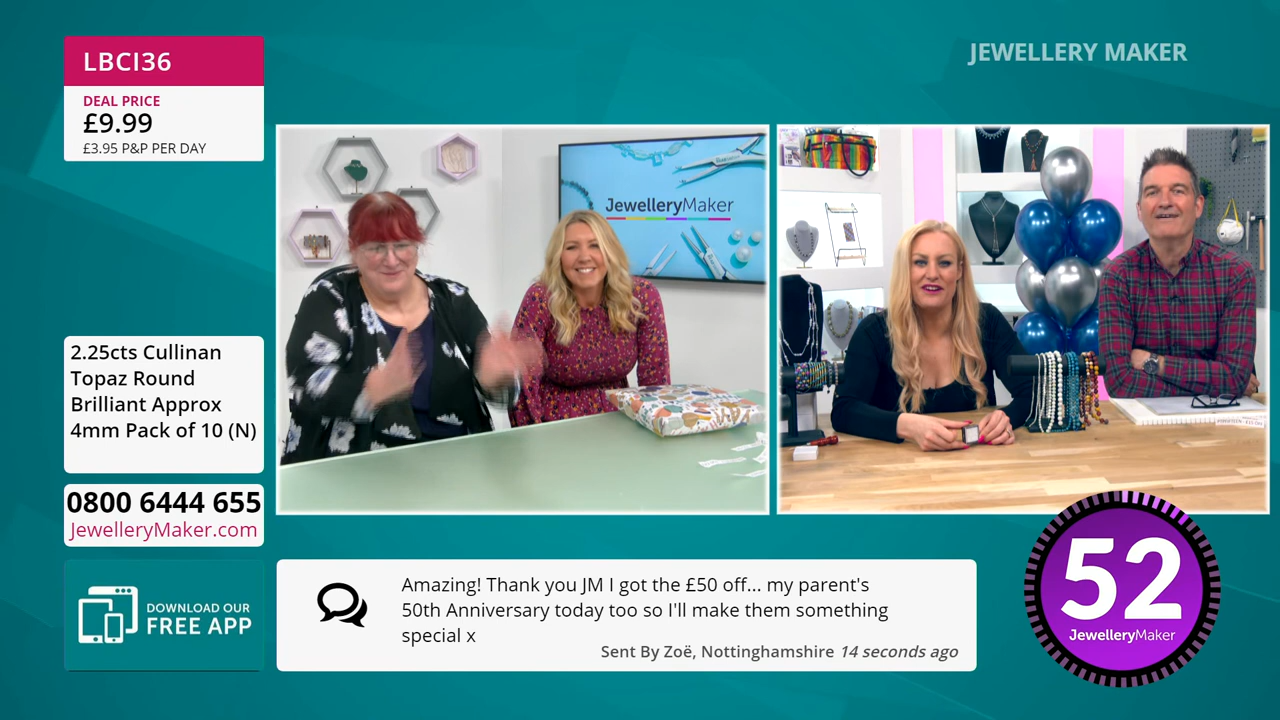 LBCI36
DEAL PRICE
£9.99
£3.95 P&P PER DAY
JEWELLERY MAKER
JewelleryMaker
2.25cts Cullinan
Topaz Round
Brilliant Approx
4mm Pack of 10 (N)
0800 6444 655
JewelleryMaker.com
DOWNLOAD OUR
FREE APP
Amazing! Thank you JM I got the £50 off... my parent's
50th Anniversary today too so I'll make them something
special x
Sent By Zoë, Nottinghamshire 14 seconds ago
52
JewelleryMaker